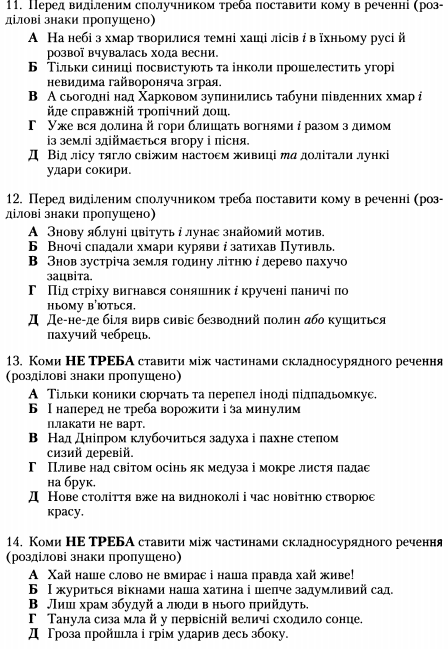 11. Перед виділеним сполучником треба поставити кому в реченні (роз-
ділові знаки пропущено)
А На небі з хмар творилися темні хащі лісів і в їхньому русі й
розвої вчувалась хода весни.
Б Тільки синиці посвистують та інколи прошелестить угорі
невидима гайвороняча зграя.
В А сьогодні над Харковом зупинились табуни південних хмар і
йде справжній тропічний дощ.
Г Уже вся долина й гори блищать вогнями і разом з димом
із землі здіймається вгору і пісня.
Д Від лісу тягло свіжим настоєм живиці та долітали лункі
удари сокири.
12. Перед виділеним сполучником треба поставити кому в реченні (роз-
ділові знаки пропущено)
А Знову яблуні цвітуть і лунає знайомий мотив.
Б Вночі спадали хмари куряви і затихав Путивль.
В Знов зустріча земля годину літню і дерево пахучо
зацвіта.
Г Під стріху вигнався соняшник і кручені паничі по
ньому в'ються.
Д Де-не-де біля вирв сивіє безводний полин або кущиться
пахучий чебрець.
13. Коми НЕ ТРЕБА ставити між частинами складносурядного речення
(розділові знаки пропущено)
А Тільки коники сюрчать та перепел іноді підпадьомкує.
Б І наперед не треба ворожити і за минулим
плакати не варт.
В Над Дніпром клубочиться задуха і пахне степом
сизий деревій.
Г Пливе над світом осінь як медуза і мокре листя падає
на брук.
Д Нове століття вже на видноколі і час новітню створює
красу.
14. Коми НЕ ТРЕБА ставити між частинами складносурядного речення
(розділові знаки пропущено)
А Хай наше слово не вмирає і наша правда хай живе!
Б І журиться вікнами наша хатина і шепче задумливий сад.
В Лиш храм збудуй а люди в нього прийдуть.
Г Танула сиза мла й у первісній величі сходило сонце.
Д Гроза пройшла і грім ударив десь збоку.